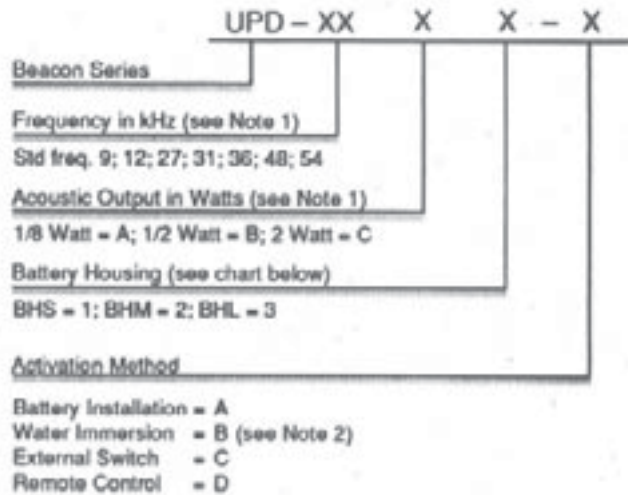 UPD – XX X X – X
Beacon Series
Frequency in kHz (see Note 1)
Std freq. 9; 12; 27; 31; 36; 48; 54
Acoustic Output in Watts (see Note 1)
1/8 Watt = A; 1/2 Watt = B; 2 Watt = C
Battery Housing (see chart below)
BHS = 1; BHM = 2; BHL = 3
Activation Method
Battery Installation = A
Water Immersion = B (see Note 2)
External Switch = C
Remote Control = D